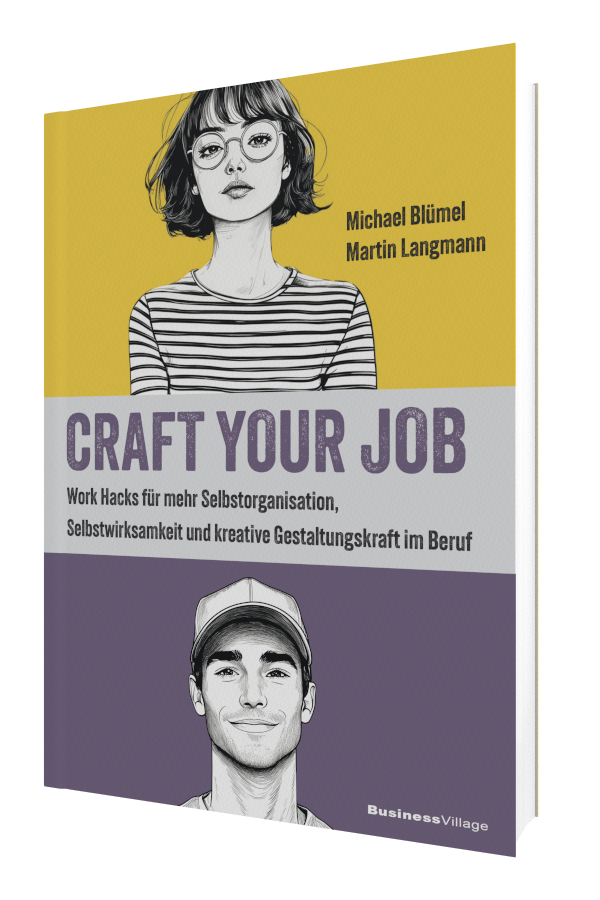 Michael Blümel
Martin Langmann
CRAFT YOUR JOB
Work Hacks für mehr Selbstorganisation,
Selbstwirksamkeit und kreative Gestaltungskraft im Beruf
BusinessVillage